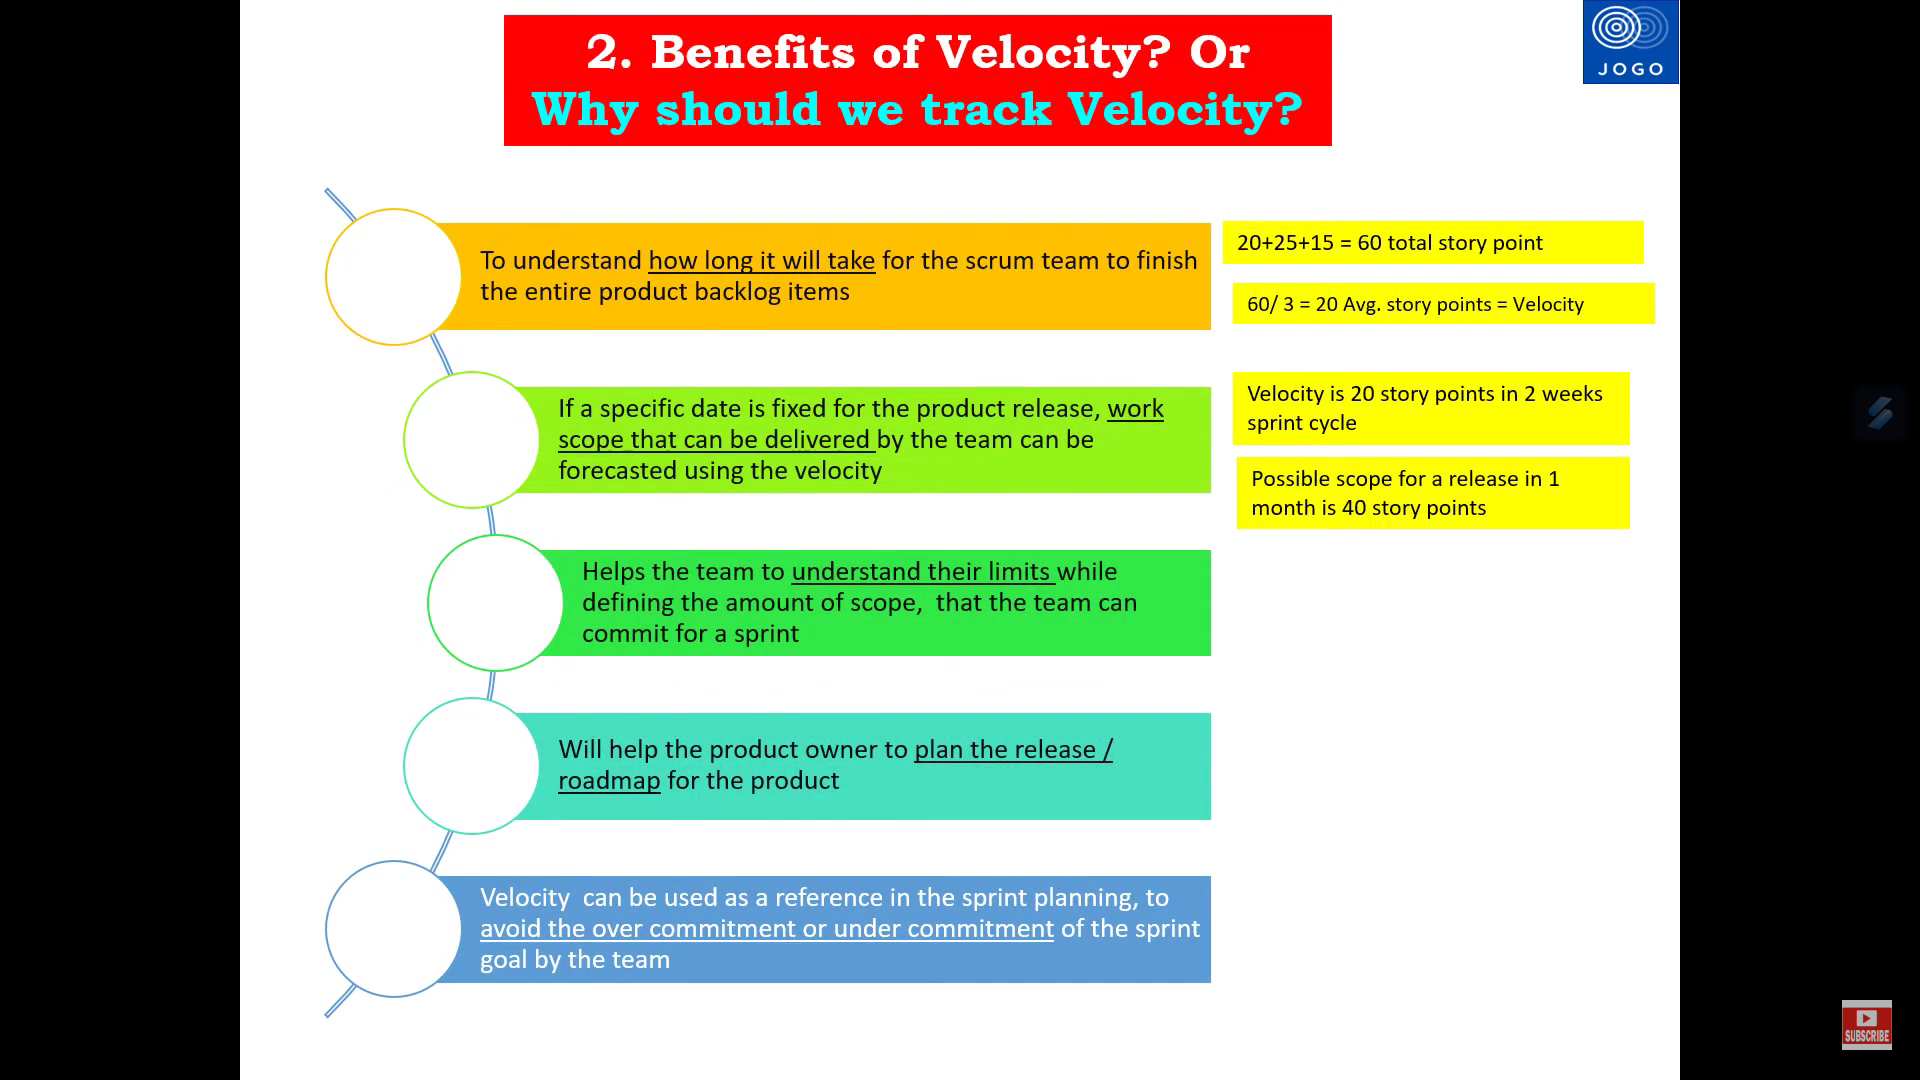 2. Benefits of Velocity? Or
Why should we track Velocity?
JOGO
To understand how long it will take for the scrum team to finish
the entire product backlog items
20+25+15 = 60 total story point
60/ 3 = 20 Avg. story points = Velocity
If a specific date is fixed for the product release, work
scope that can be delivered by the team can be
forecasted using the velocity
Velocity is 20 story points in 2 weeks
sprint cycle
Possible scope for a release in 1
month is 40 story points
Helps the team to understand their limits while
defining the amount of scope,  that the team can
commit for a sprint
Will help the product owner to plan the release /
roadmap for the product
Velocity  can be used as a reference in the sprint planning, to
avoid the over commitment or under commitment of the sprint
goal by the team
SUBSCRIBE